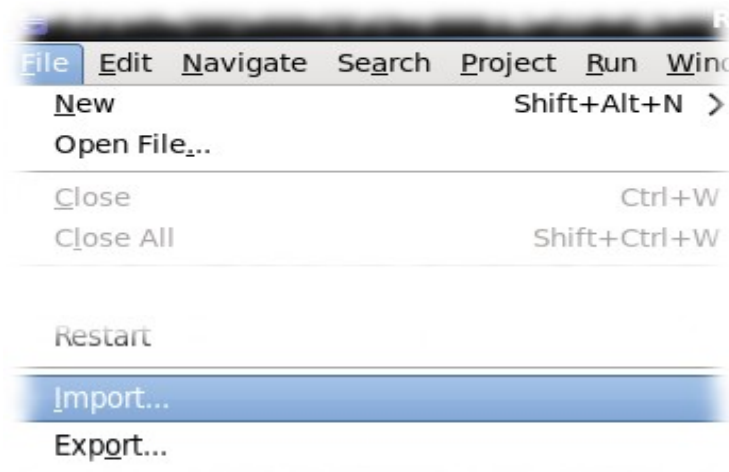 File Edit Navigate Search Project Run
New Shift+Alt+N >
Open File...
Close Ctrl+W
Close All Shift+Ctrl+W
Restart
Import...
Export...